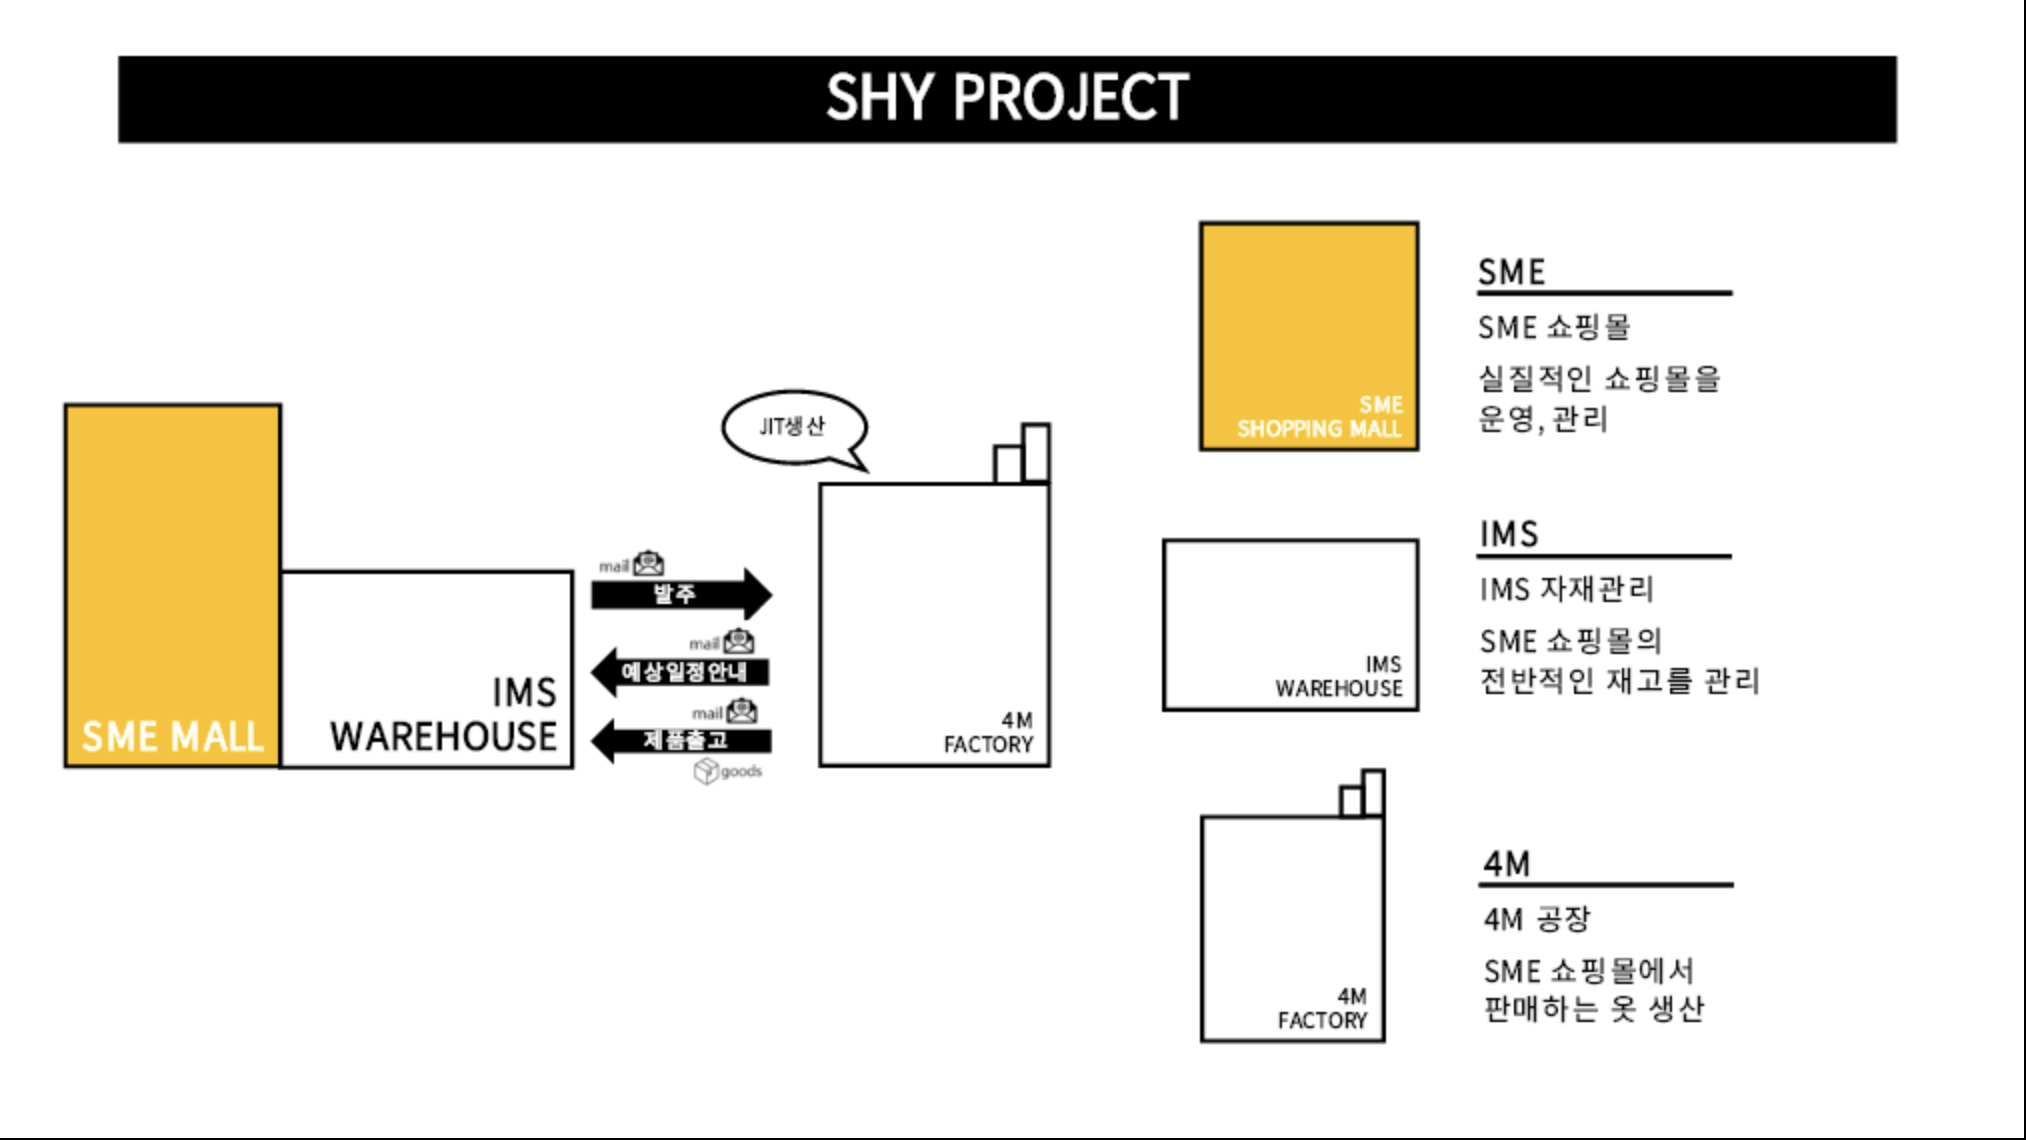 SHY PROJECT
SME MALL
IMS
WAREHOUSE
mail
발주
mail
예상일정안내
mail
제품출고
goods
JIT생산
4M
FACTORY
SME
SHOPPING MALL
SME
SME 쇼핑몰
실질적인 쇼핑몰을
운영, 관리
IMS
WAREHOUSE
IMS
IMS 자재관리
SME 쇼핑몰의
전반적인 재고를 관리
4M
FACTORY
4M
4M 공장
SME 쇼핑몰에서
판매하는 옷 생산